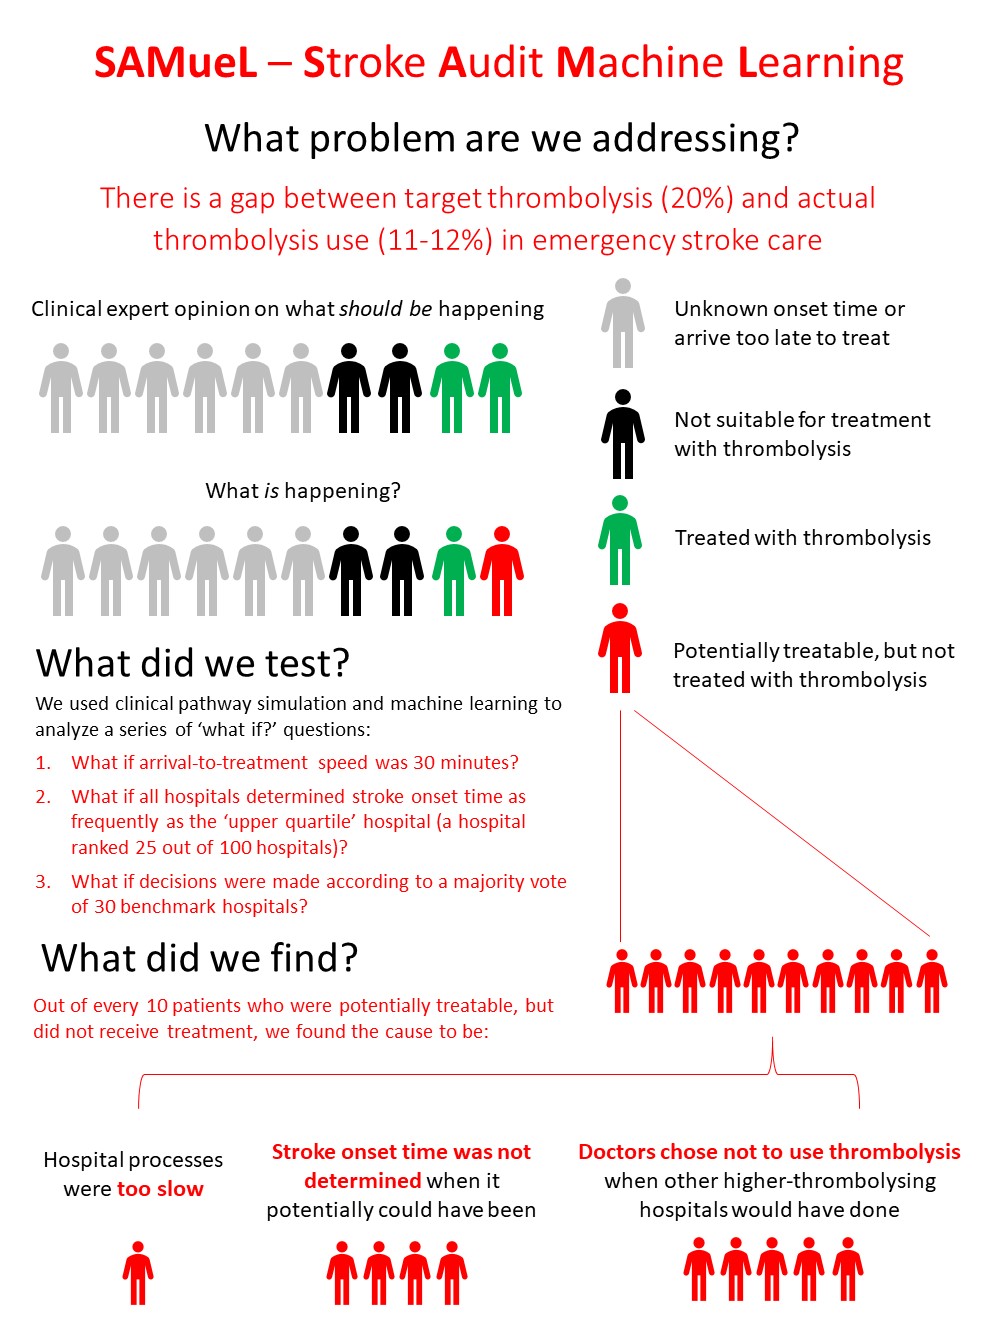 SAMueL – Stroke Audit Machine Learning
What problem are we addressing?
There is a gap between target thrombolysis (20%) and actual
thrombolysis use (11-12%) in emergency stroke care
Clinical expert opinion on what should be happening
Unknown onset time or
arrive too late to treat
Not suitable for treatment
with thrombolysis
What is happening?
Treated with thrombolysis
Potentially treatable, but not
treated with thrombolysis
What did we test?
We used clinical pathway simulation and machine learning to
analyze a series of ‘what if?’ questions:
1. What if arrival-to-treatment speed was 30 minutes?
2. What if all hospitals determined stroke onset time as
frequently as the ‘upper quartile’ hospital (a hospital
ranked 25 out of 100 hospitals)?
3. What if decisions were made according to a majority vote
of 30 benchmark hospitals?
What did we find?
Out of every 10 patients who were potentially treatable, but
did not receive treatment, we found the cause to be:
Hospital processes
were too slow
Stroke onset time was not
determined when it
potentially could have been
Doctors chose not to use thrombolysis
when other higher-thrombolysing
hospitals would have done